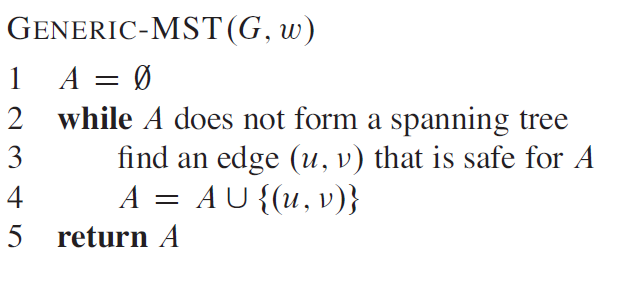 GENERIC-MST(G, w)
1 A = ∅
2 while A does not form a spanning tree
3 find an edge (u, v) that is safe for A
4 A = A ∪ {(u, v)}
5 return A